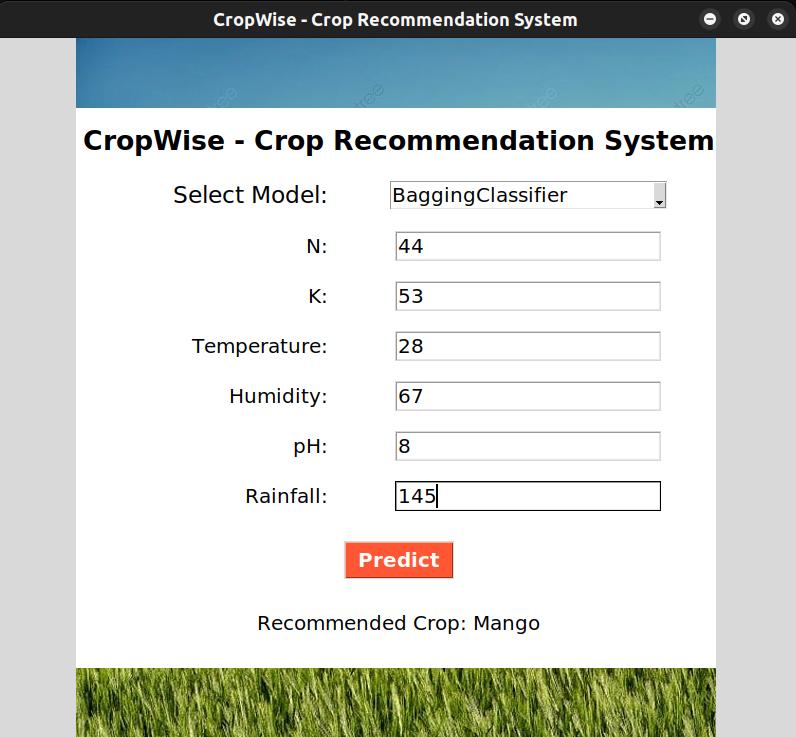 CropWise - Crop Recommendation System
CropWise - Crop Recommendation System
Select Model: BaggingClassifier
N: 44
K: 53
Temperature: 28
Humidity: 67
pH: 8
Rainfall: 145
Predict
Recommended Crop: Mango